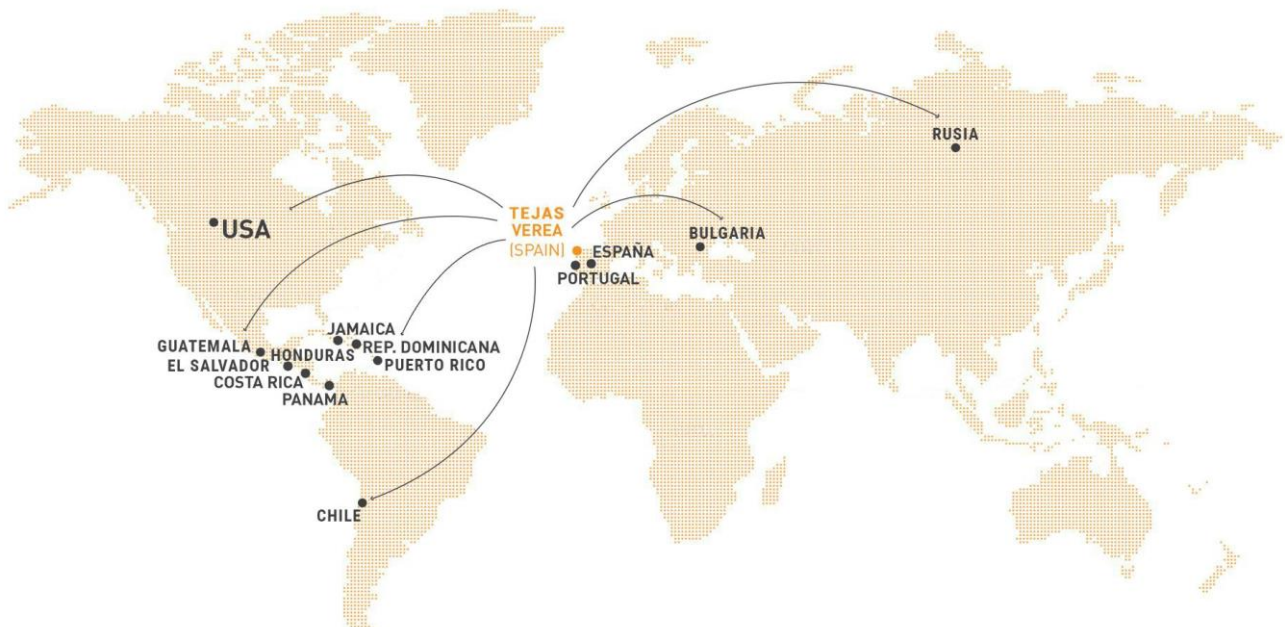 RUSIA
USA
TEJAS
VEREA
(SPAIN)
BULGARIA
ESPAÑA
PORTUGAL
JAMAICA
GUATEMALA
HONDURAS
REP. DOMINICANA
EL SALVADOR
PUERTO RICO
COSTA RICA
PANAMA
CHILE